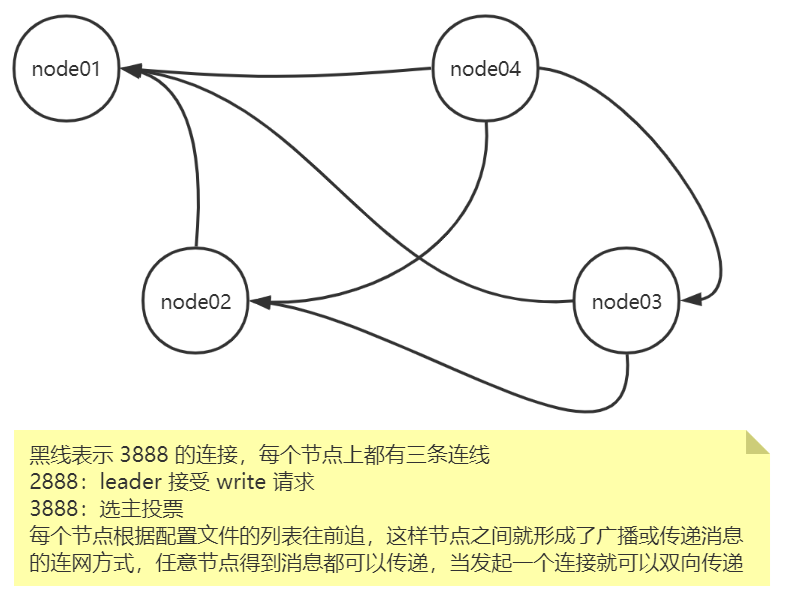 node01
node04
node02
node03
黑线表示 3888 的连接，每个节点上都有三条连线
2888：leader 接受 write 请求
3888：选主投票
每个节点根据配置文件的列表往前追，这样节点之间就形成了广播或传递消息
的连网方式，任意节点得到消息都可以传递，当发起一个连接就可以双向传递